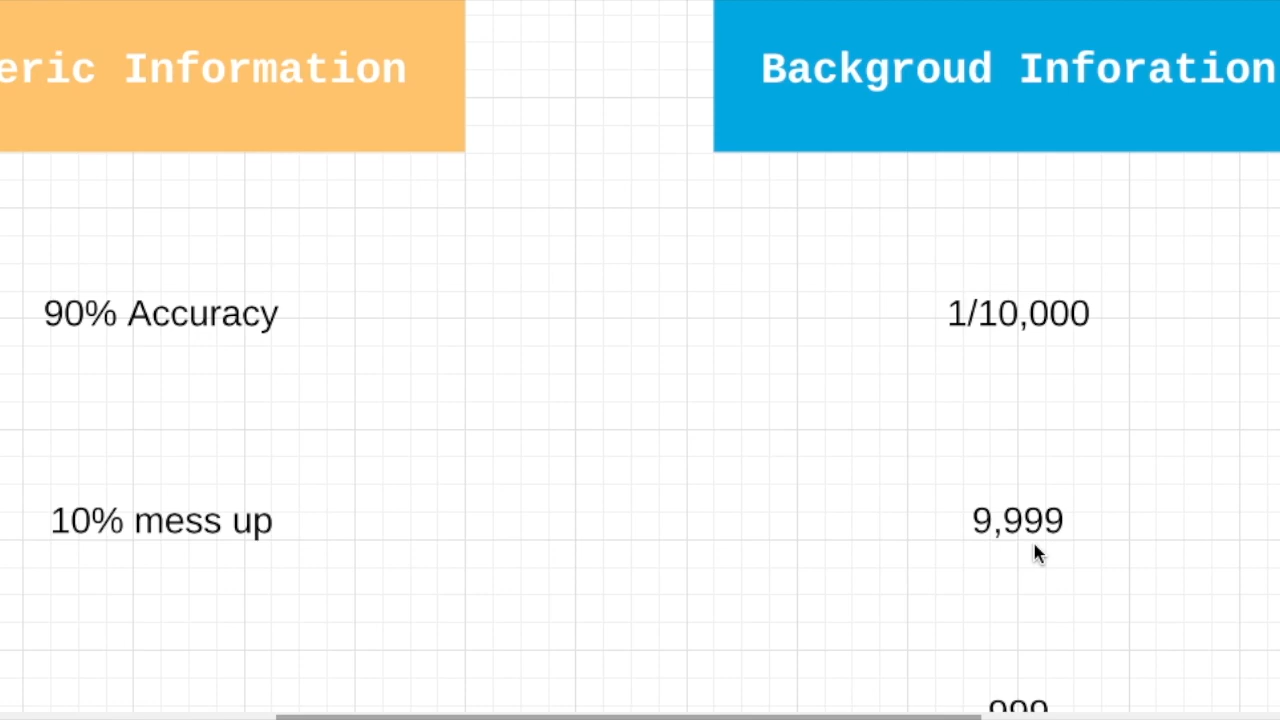 eric Information
Backgroud Inforation
90% Accuracy
1/10,000
10% mess up
9,999